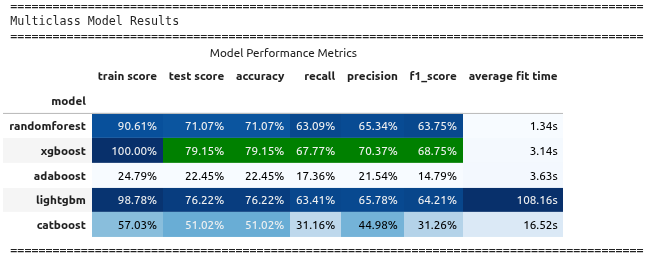 ================================================================================
Multiclass Model Results
================================================================================
Model Performance Metrics
train score test score accuracy recall precision f1_score average fit time
model
randomforest 90.61% 71.07% 71.07% 63.09% 65.34% 63.75% 1.34s
xgboost 100.00% 79.15% 79.15% 67.77% 70.37% 68.75% 3.14s
adaboost 24.79% 22.45% 22.45% 17.36% 21.54% 14.79% 3.63s
lightgbm 98.78% 76.22% 76.22% 63.41% 65.78% 64.21% 108.16s
catboost 57.03% 51.02% 51.02% 31.16% 44.98% 31.26% 16.52s
================================================================================